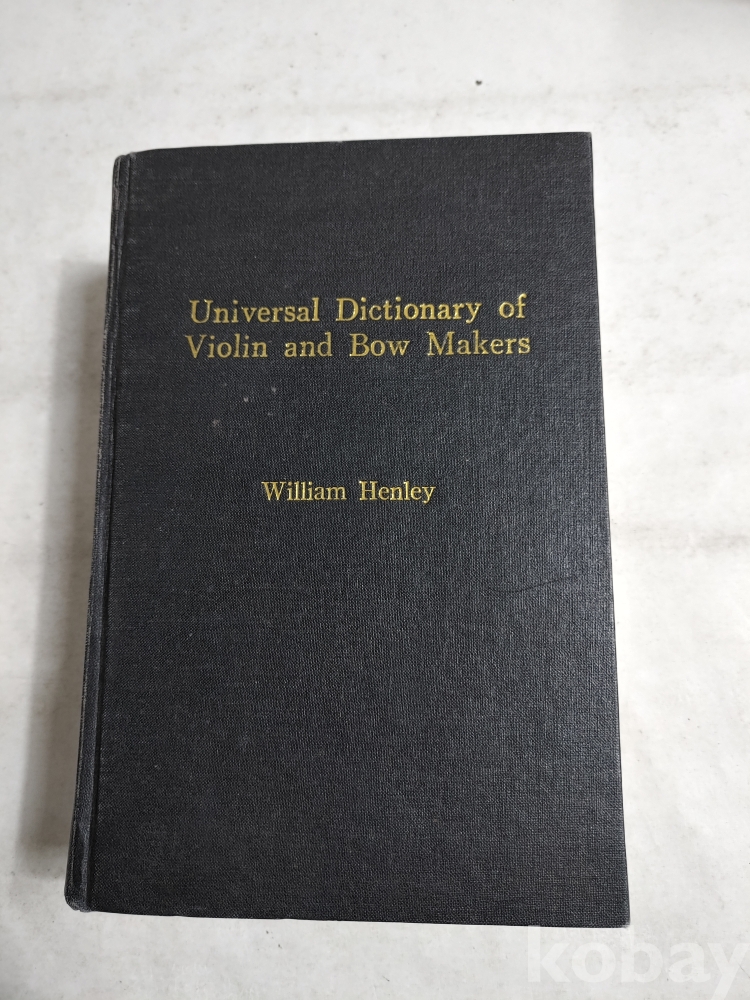 Universal Dictionary of
Violin and Bow Makers
William Henley
kobay